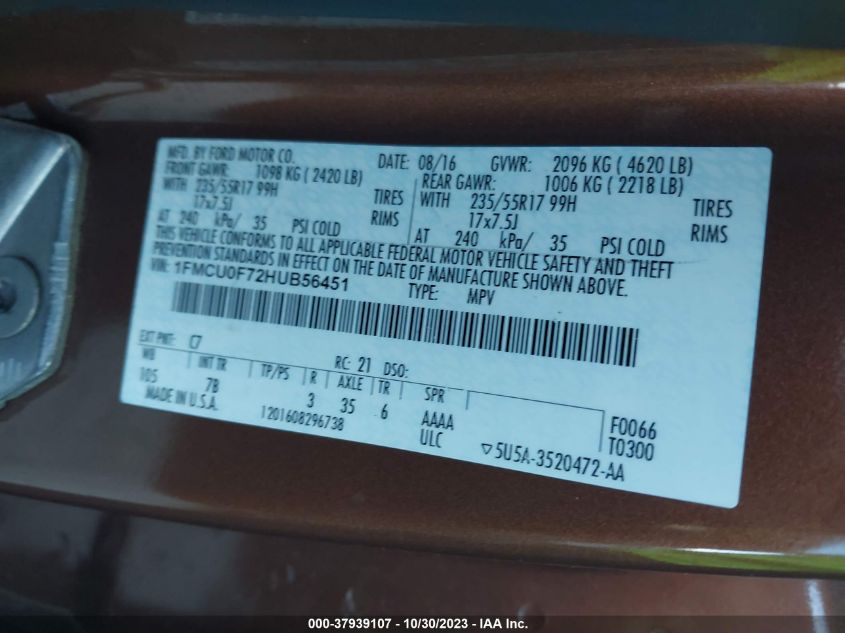 MFD. BY FORD MOTOR CO. DATE: 08/16 GVWR: 2096 KG ( 4620 LB)
FRONT GAWR: 1098 KG ( 2420 LB) REAR GAWR: 1006 KG ( 2218 LB)
WITH 235/55R17 99H TIRES WITH 235/55R17 99H TIRES
17x7.5J RIMS 17x7.5J RIMS
AT 240 kPa/ 35 PSI COLD AT 240 kPa/ 35 PSI COLD
THIS VEHICLE CONFORMS TO ALL APPLICABLE FEDERAL MOTOR VEHICLE SAFETY AND THEFT
PREVENTION STANDARDS IN EFFECT ON THE DATE OF MANUFACTURE SHOWN ABOVE.
VIN: 1FMCU0F72HUB56451 TYPE: MPV
EXT PNT: C7 RC: 21 DSO:
WB INT TR TP/PS R AXLE TR SPR
105 7B 3 35 6 AAAA F0066
MADE IN U.S.A. 1201608296738 ULC T0300
▽5U5A-3520472-AA
000-37939107 - 10/30/2023 - IAA Inc.